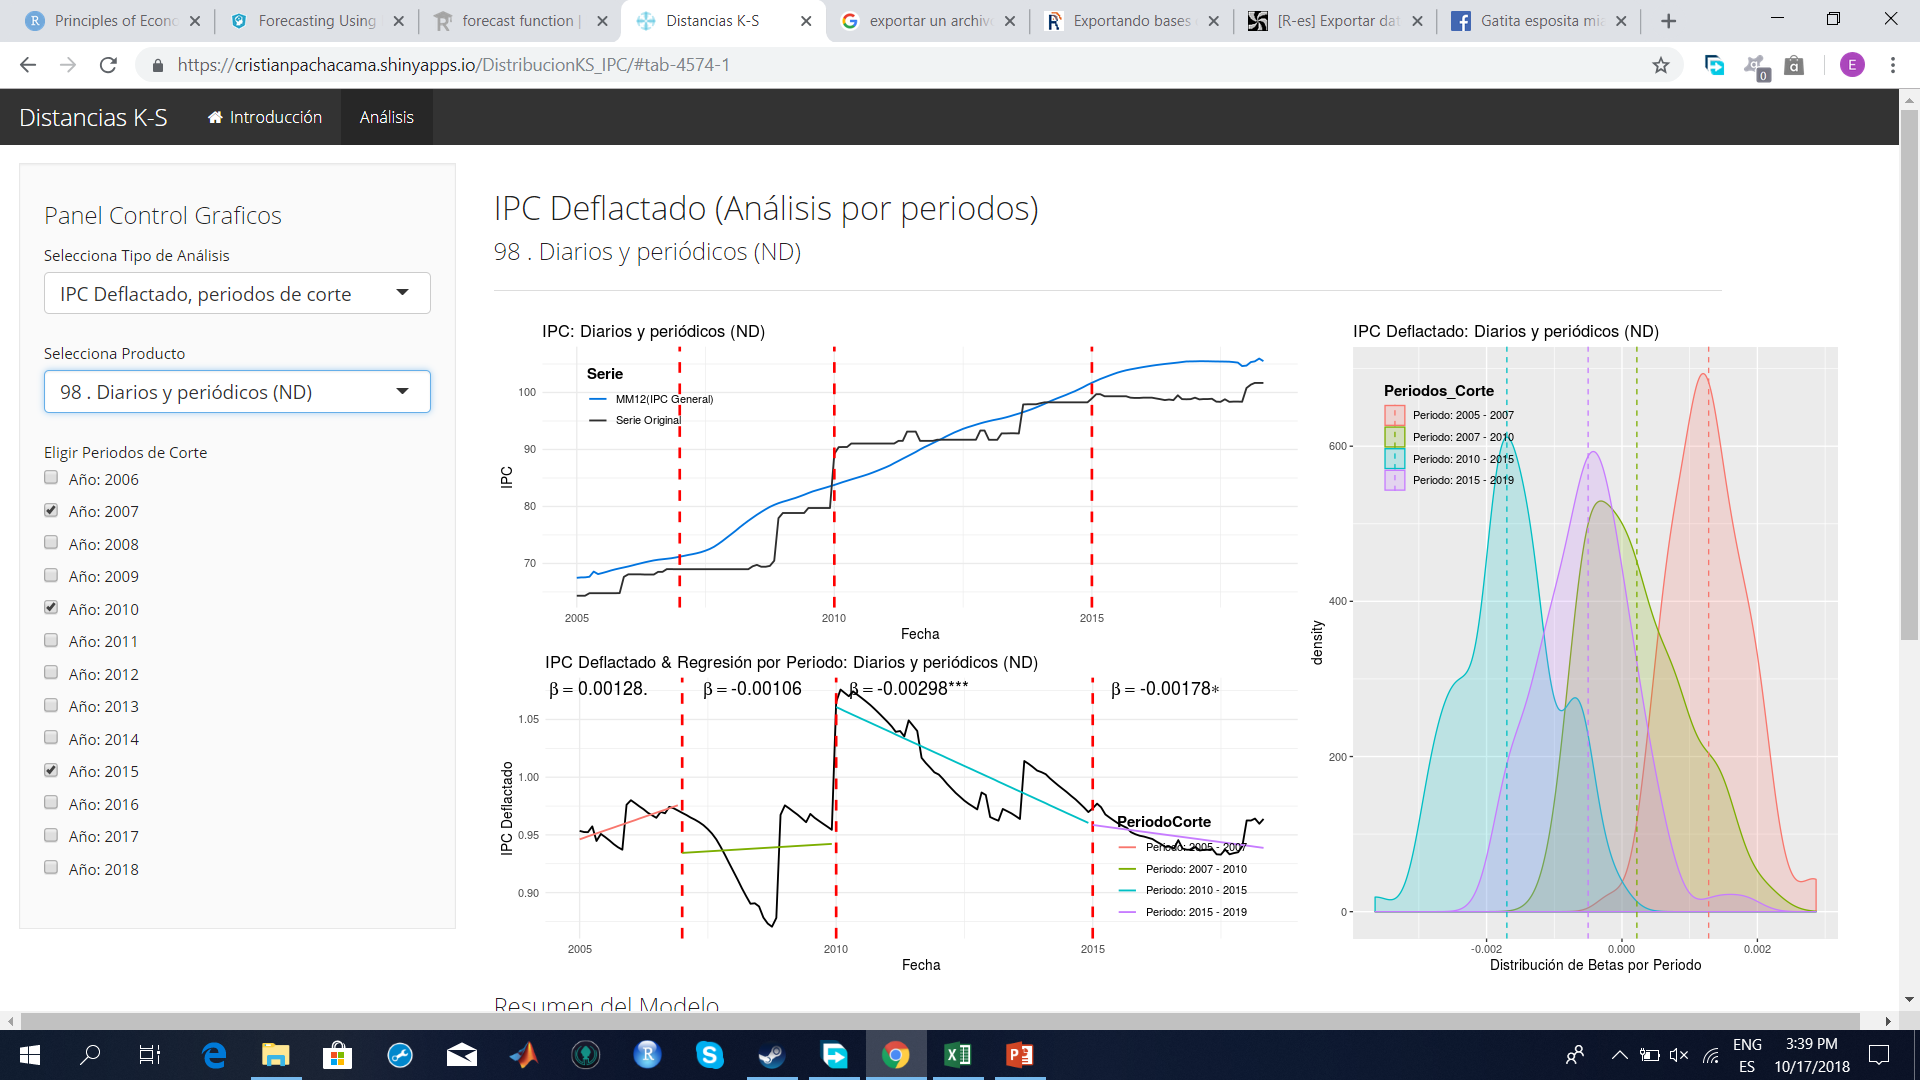 Principles of Econo
Forecasting Using
forecast function |
Distancias K-S
exportar un archivo
Exportando bases
[R-es] Exportar dat
Gatita esposita mia
https://cristianpachacama.shinyapps.io/DistribucionKS_IPC/#tab-4574-1
0
a
E
Distancias K-S
Introducción
Análisis
Panel Control Graficos
Selecciona Tipo de Análisis
IPC Deflactado, periodos de corte
Selecciona Producto
98 . Diarios y periódicos (ND)
Eligir Periodos de Corte
Año: 2006
Año: 2007
Año: 2008
Año: 2009
Año: 2010
Año: 2011
Año: 2012
Año: 2013
Año: 2014
Año: 2015
Año: 2016
Año: 2017
Año: 2018
IPC Deflactado (Análisis por periodos)
98 . Diarios y periódicos (ND)
IPC: Diarios y periódicos (ND)
Serie
MM12(IPC General)
Serie Original
100
90
80
70
IPC
2005
2010
2015
Fecha
IPC Deflactado & Regresión por Periodo: Diarios y periódicos (ND)
β = 0.00128.
β = -0.00106
β = -0.00298***
β = -0.00178*
1.05
1.00
0.95
0.90
IPC Deflactado
PeriodoCorte
Periodo: 2005 - 2007
Periodo: 2007 - 2010
Periodo: 2010 - 2015
Periodo: 2015 - 2019
2005
2010
2015
Fecha
IPC Deflactado: Diarios y periódicos (ND)
Periodos_Corte
Periodo: 2005 - 2007
Periodo: 2007 - 2010
Periodo: 2010 - 2015
Periodo: 2015 - 2019
600
400
200
0
density
-0.002
0.000
0.002
Distribución de Betas por Periodo
Resumen del Modelo
ENG
ES
3:39 PM
10/17/2018